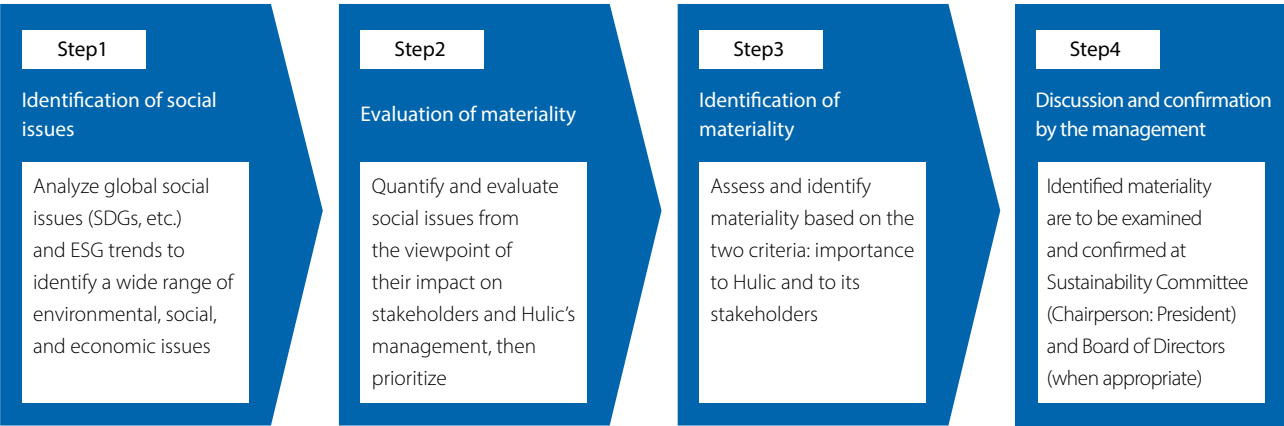 Step1
Identification of social
issues
Analyze global social
issues (SDGs, etc.)
and ESG trends to
identify a wide range of
environmental, social,
and economic issues
Step2
Evaluation of materiality
Quantify and evaluate
social issues from
the viewpoint of
their impact on
stakeholders and Hulic’s
management, then
prioritize
Step3
Identification of
materiality
Assess and identify
materiality based on the
two criteria: importance
to Hulic and to its
stakeholders
Step4
Discussion and confirmation
by the management
Identified materiality
are to be examined
and confirmed at
Sustainability Committee
(Chairperson: President)
and Board of Directors
(when appropriate)